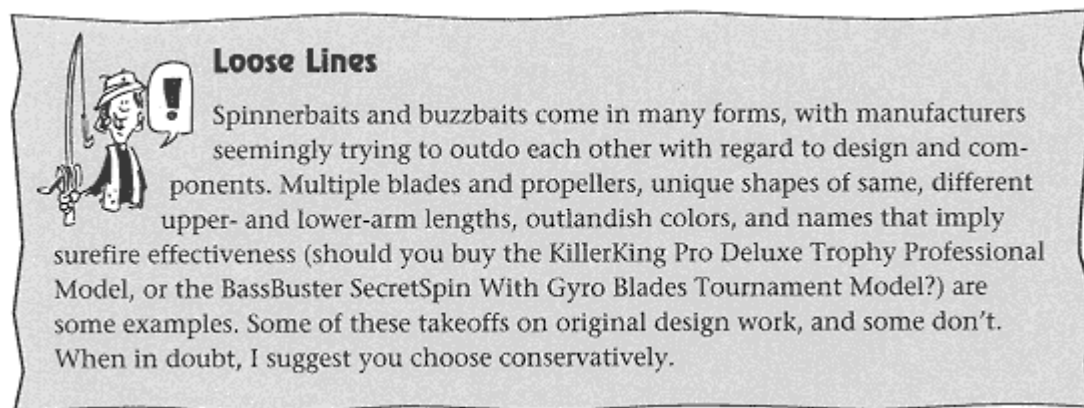 Loose Lines
!
Spinnerbaits and buzzbaits come in many forms, with manufacturers
seemingly trying to outdo each other with regard to design and com-
ponents. Multiple blades and propellers, unique shapes of same, different
upper- and lower-arm lengths, outlandish colors, and names that imply
surefire effectiveness (should you buy the KillerKing Pro Deluxe Trophy Professional
Model, or the BassBuster SecretSpin With Gyro Blades Tournament Model?) are
some examples. Some of these takeoffs on original design work, and some don't.
When in doubt, I suggest you choose conservatively.